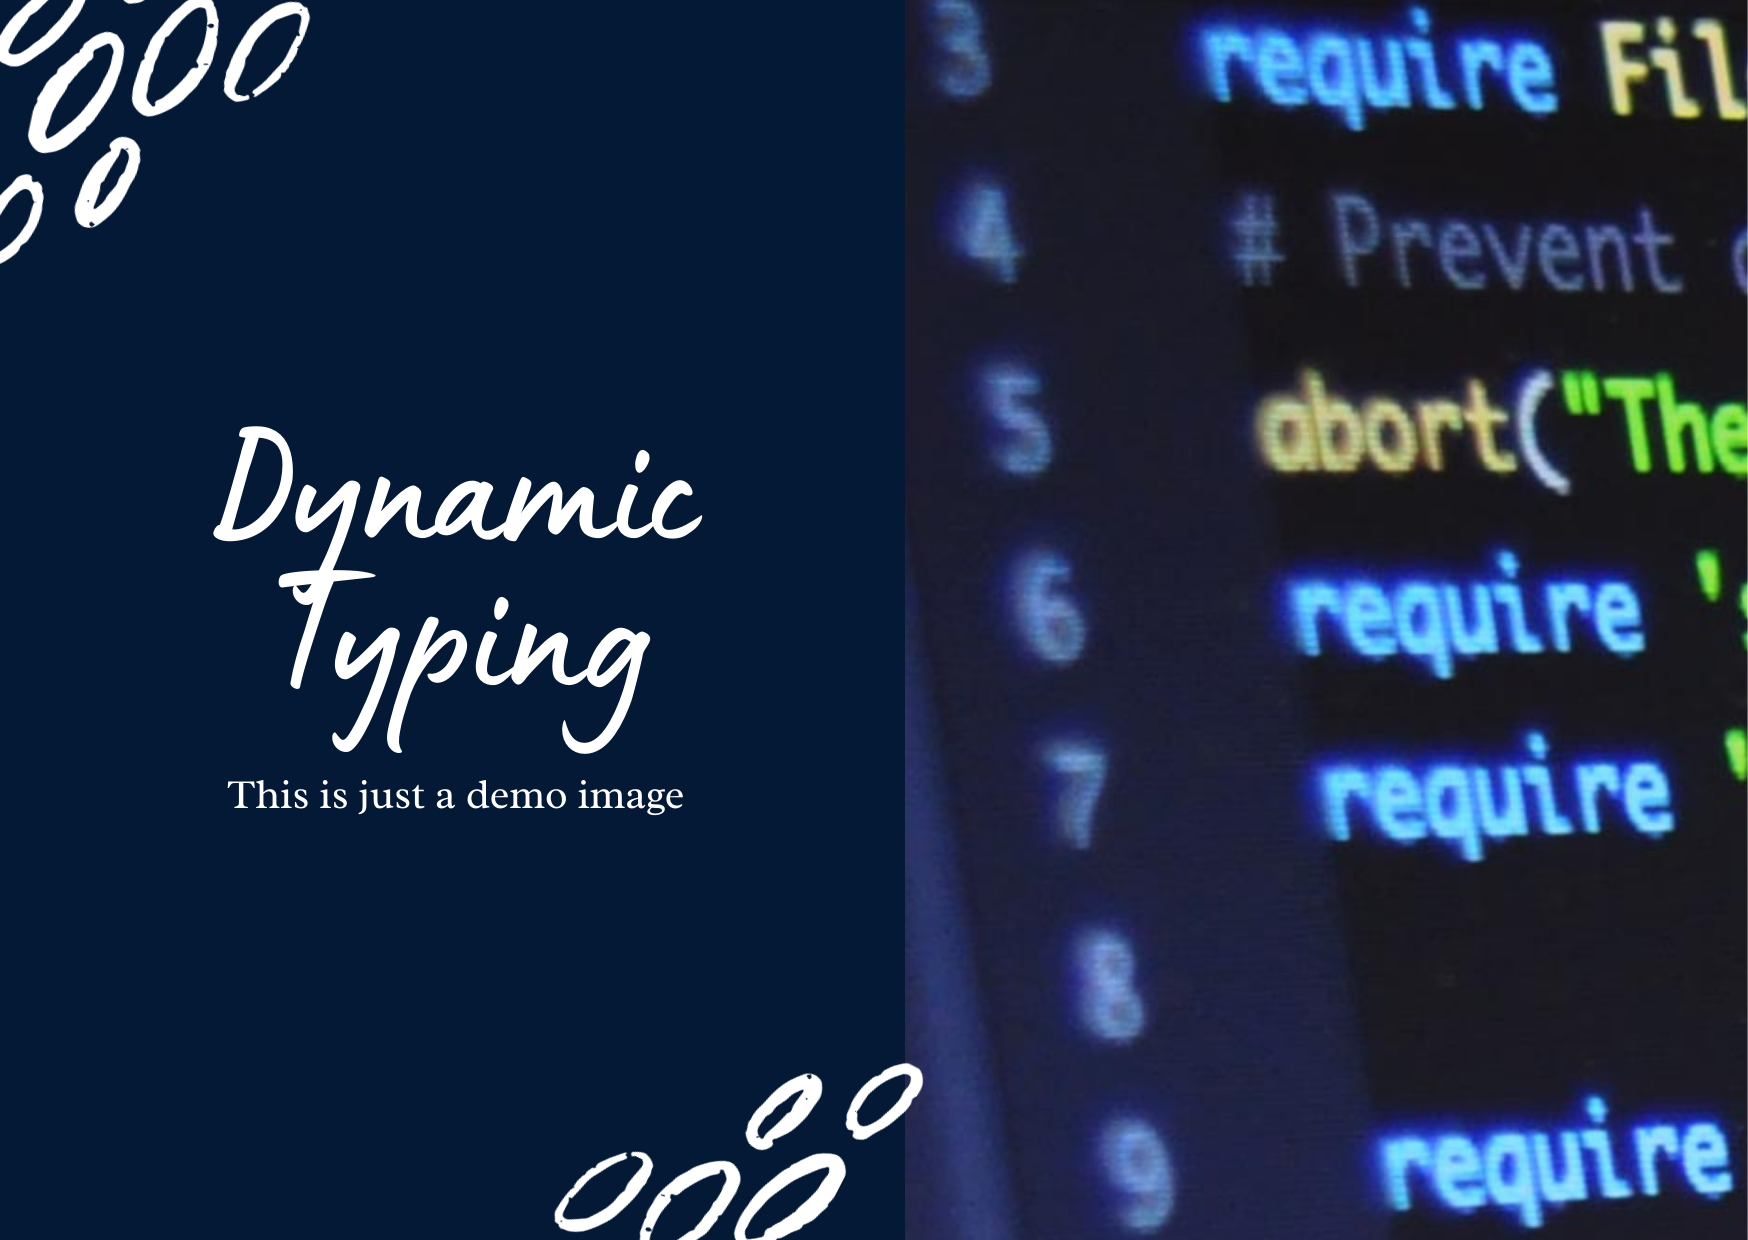 Dynamic
Typing
This is just a demo image
3 require Fil
4 # Prevent
5 abort("The
6 require '
7 require '
8
9 require